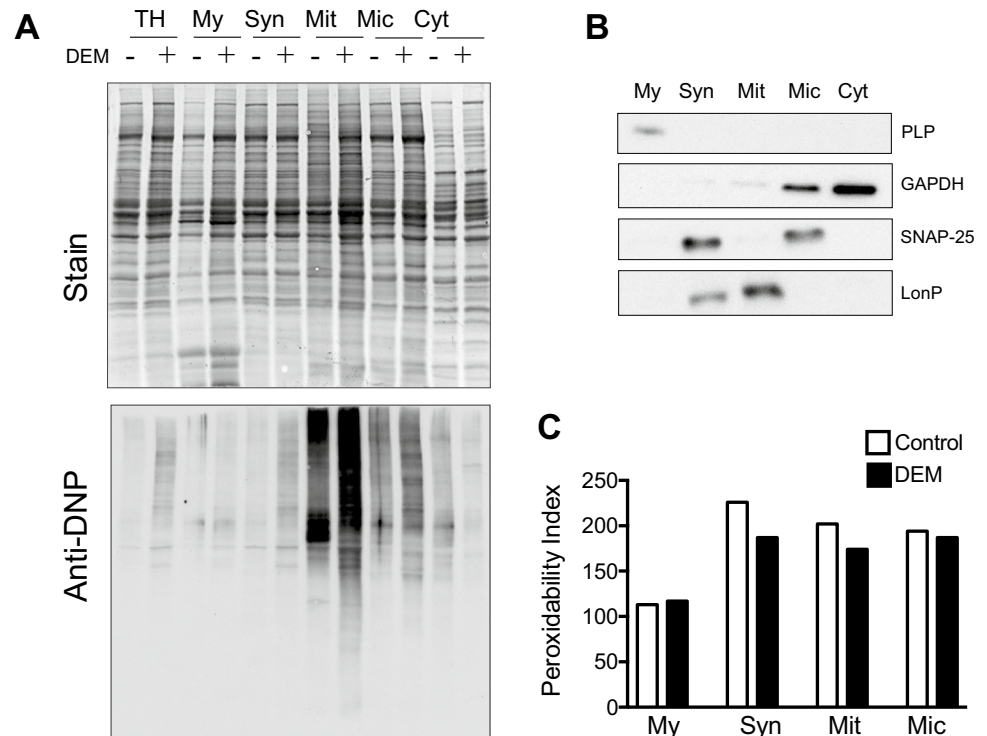 A
TH My Syn Mit Mic Cyt
DEM - + - + - + - + - + - +
Stain
Anti-DNP
B
My Syn Mit Mic Cyt
PLP
GAPDH
SNAP-25
LonP
C
Control
DEM
Peroxidability Index
250
200
150
100
50
0
My Syn Mit Mic